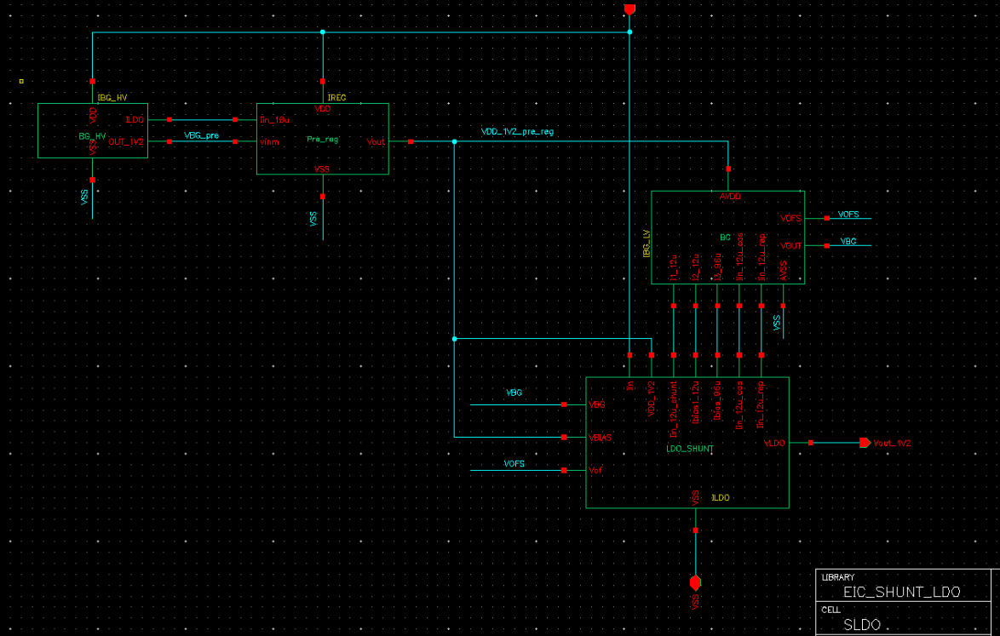 IBG_HV
VDD
ILDO
BG_HV
OUT_1V2
VSS
VSS
VBG_pre
IREG
VDD
Iin_10u
Pre_reg
vinm
Vout
VSS
VSS
VDD_1V2_pre_reg
AVDD
VOFS
VOFS
IBG_LV
BG
VOUT
VBG
I1_12u
I2_12u
I3_96u
Iin_12u_cas
Iin_12u_rep
AVSS
VSS
Iin
VDD_1V2
Iin_12u_shunt
Ibias1_12u
Ibias_96u
Iin_12u_cas
Iin_12u_rep
VBG
VBG
VBIAS
VLDO
Vout_1V2
LDO_SHUNT
VOFS
Vof
VSS
ILDO
VSS
LIBRARY
EIC_SHUNT_LDO
CELL
SLDO